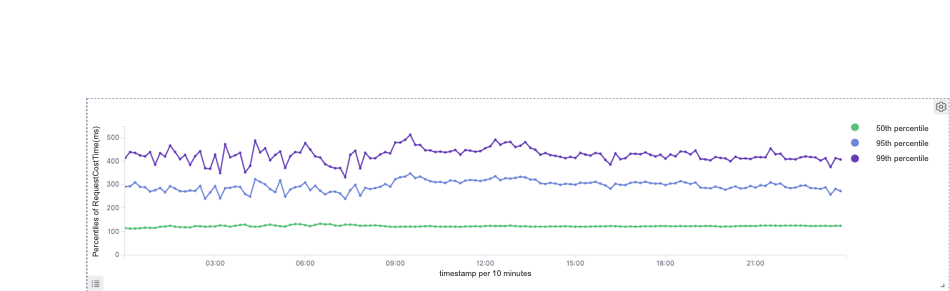 Percentiles of RequestCostTime(ms)
500
400
300
200
100
0
03:00 06:00 09:00 12:00 15:00 18:00 21:00
timestamp per 10 minutes
50th percentile
95th percentile
99th percentile